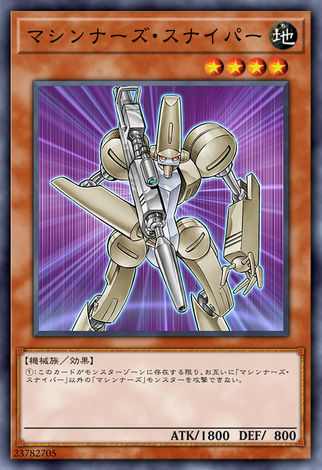 マシンナーズ・スナイパー
地
【機械族／効果】
①：このカードがモンスターゾーンに存在する限り、お互いに「マシンナーズ・
スナイパー」以外の「マシンナーズ」モンスターを攻撃できない。
ATK/1800 DEF/ 800
23782705